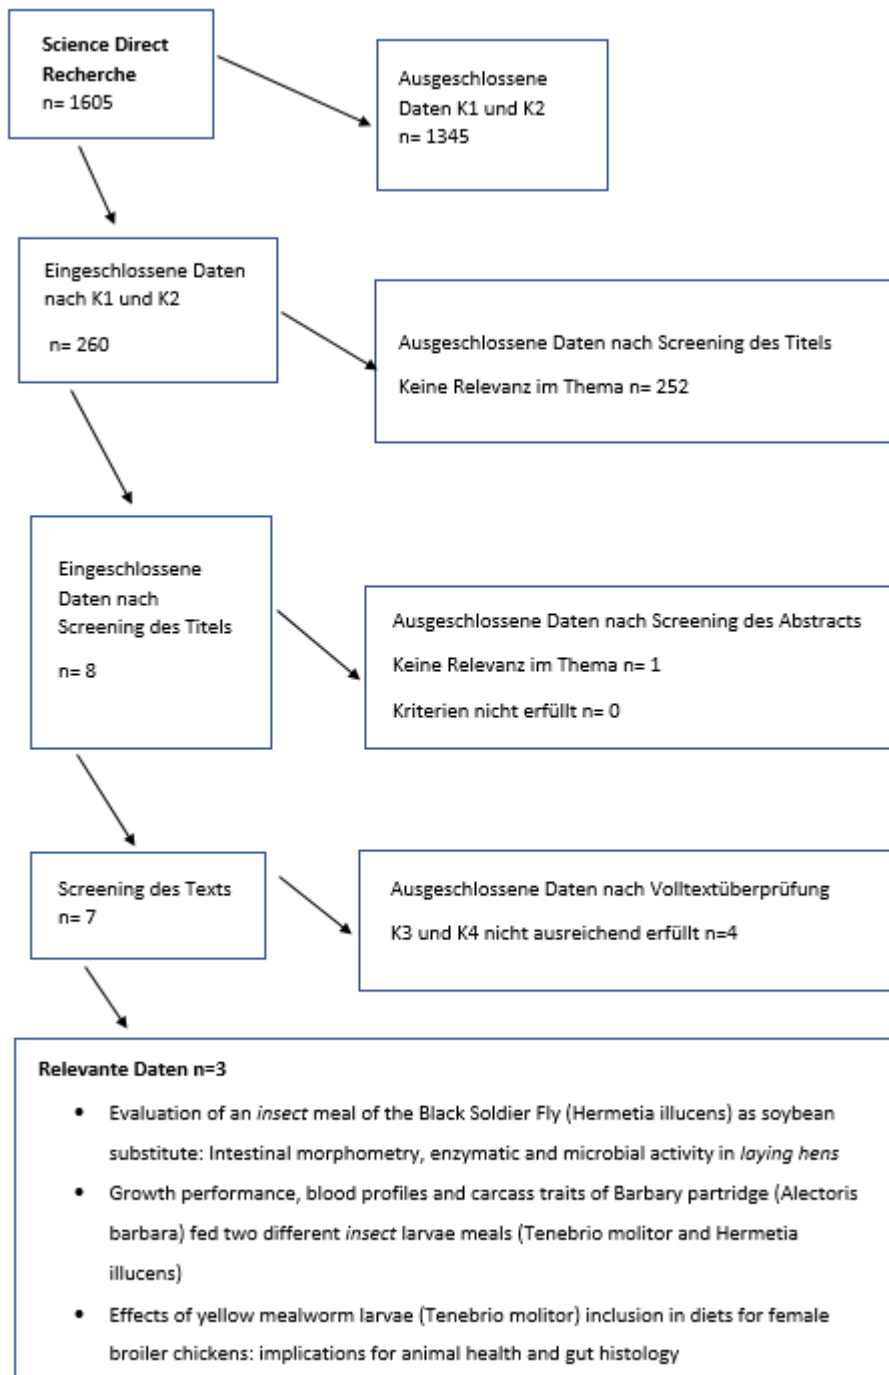 Science Direct
Recherche
n= 1605
Ausgeschlossene
Daten K1 und K2
n= 1345
Eingeschlossene Daten
nach K1 und K2
n= 260
Ausgeschlossene Daten nach Screening des Titels
Keine Relevanz im Thema n= 252
Eingeschlossene
Daten nach
Screening des Titels
n= 8
Ausgeschlossene Daten nach Screening des Abstracts
Keine Relevanz im Thema n= 1
Kriterien nicht erfüllt n= 0
Screening des Texts
n= 7
Ausgeschlossene Daten nach Volltextüberprüfung
K3 und K4 nicht ausreichend erfüllt n=4
Relevante Daten n=3
• Evaluation of an insect meal of the Black Soldier Fly (Hermetia illucens) as soybean
substitute: Intestinal morphometry, enzymatic and microbial activity in laying hens
• Growth performance, blood profiles and carcass traits of Barbary partridge (Alectoris
barbara) fed two different insect larvae meals (Tenebrio molitor and Hermetia
illucens)
• Effects of yellow mealworm larvae (Tenebrio molitor) inclusion in diets for female
broiler chickens: implications for animal health and gut histology